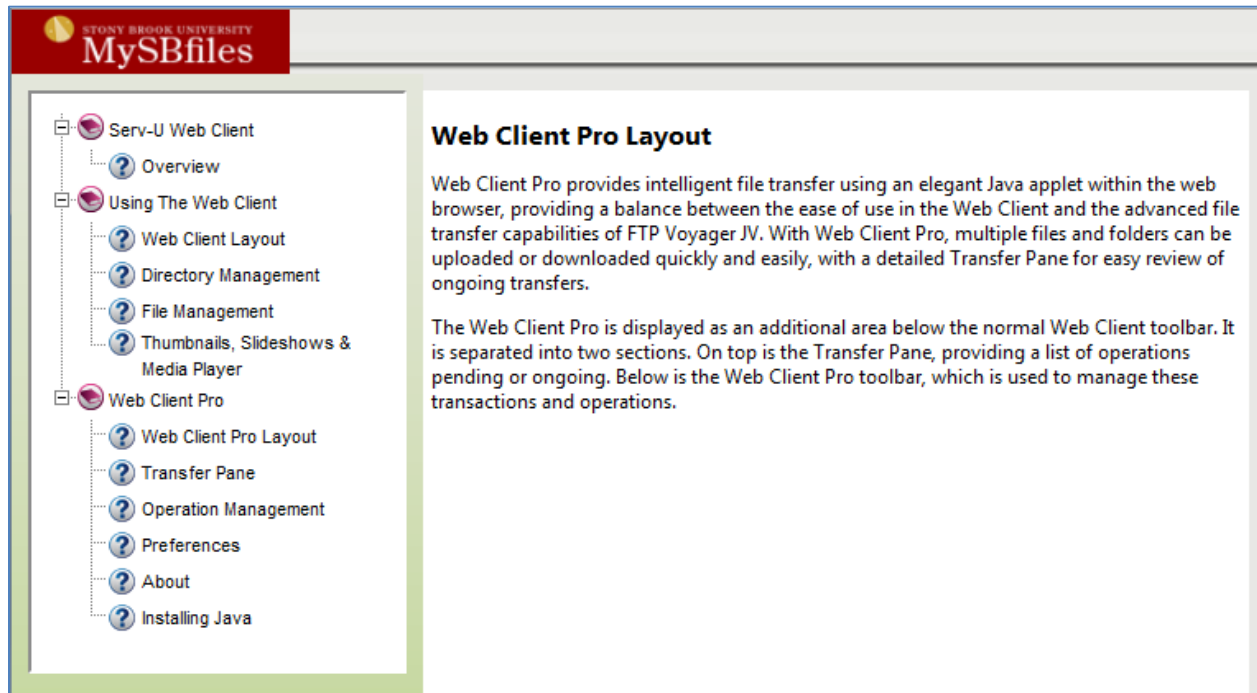 STONY BROOK UNIVERSITY
MySBfiles
Serv-U Web Client
Overview
Using The Web Client
Web Client Layout
Directory Management
File Management
Thumbnails, Slideshows &
Media Player
Web Client Pro
Web Client Pro Layout
Transfer Pane
Operation Management
Preferences
About
Installing Java
Web Client Pro Layout
Web Client Pro provides intelligent file transfer using an elegant Java applet within the web
browser, providing a balance between the ease of use in the Web Client and the advanced file
transfer capabilities of FTP Voyager JV. With Web Client Pro, multiple files and folders can be
uploaded or downloaded quickly and easily, with a detailed Transfer Pane for easy review of
ongoing transfers.
The Web Client Pro is displayed as an additional area below the normal Web Client toolbar. It
is separated into two sections. On top is the Transfer Pane, providing a list of operations
pending or ongoing. Below is the Web Client Pro toolbar, which is used to manage these
transactions and operations.